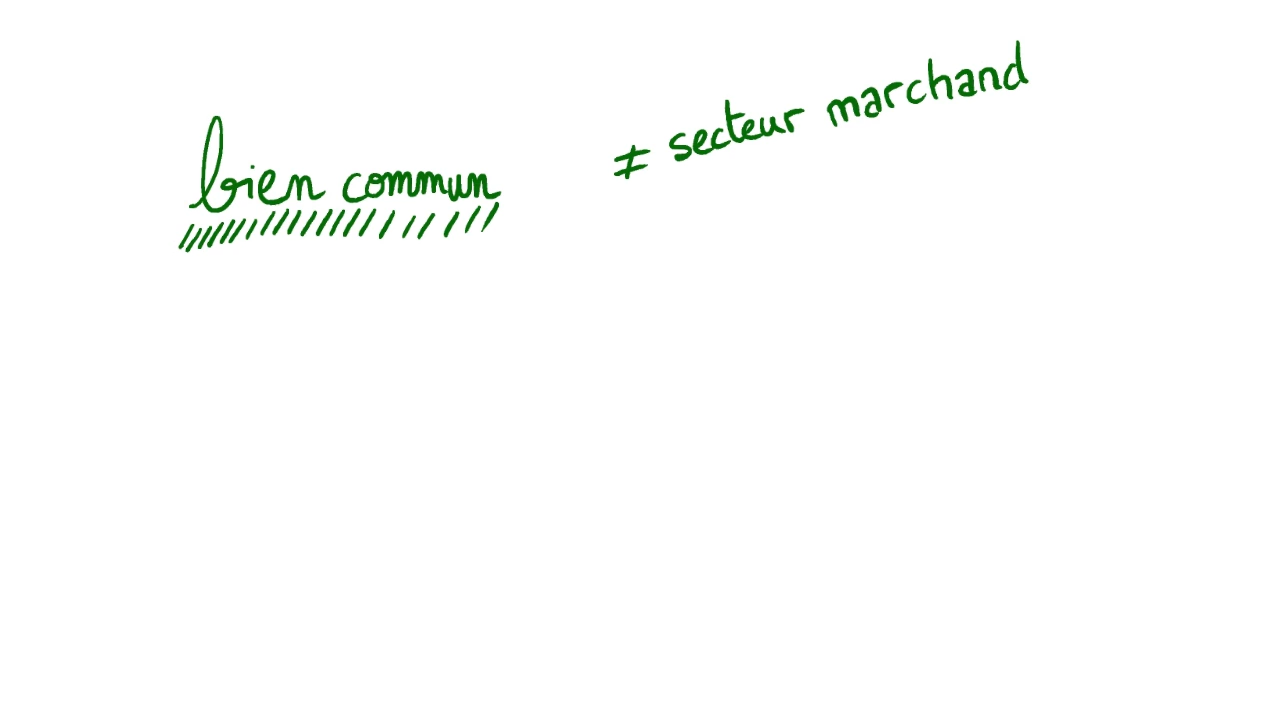 bien commun
≠ secteur marchand